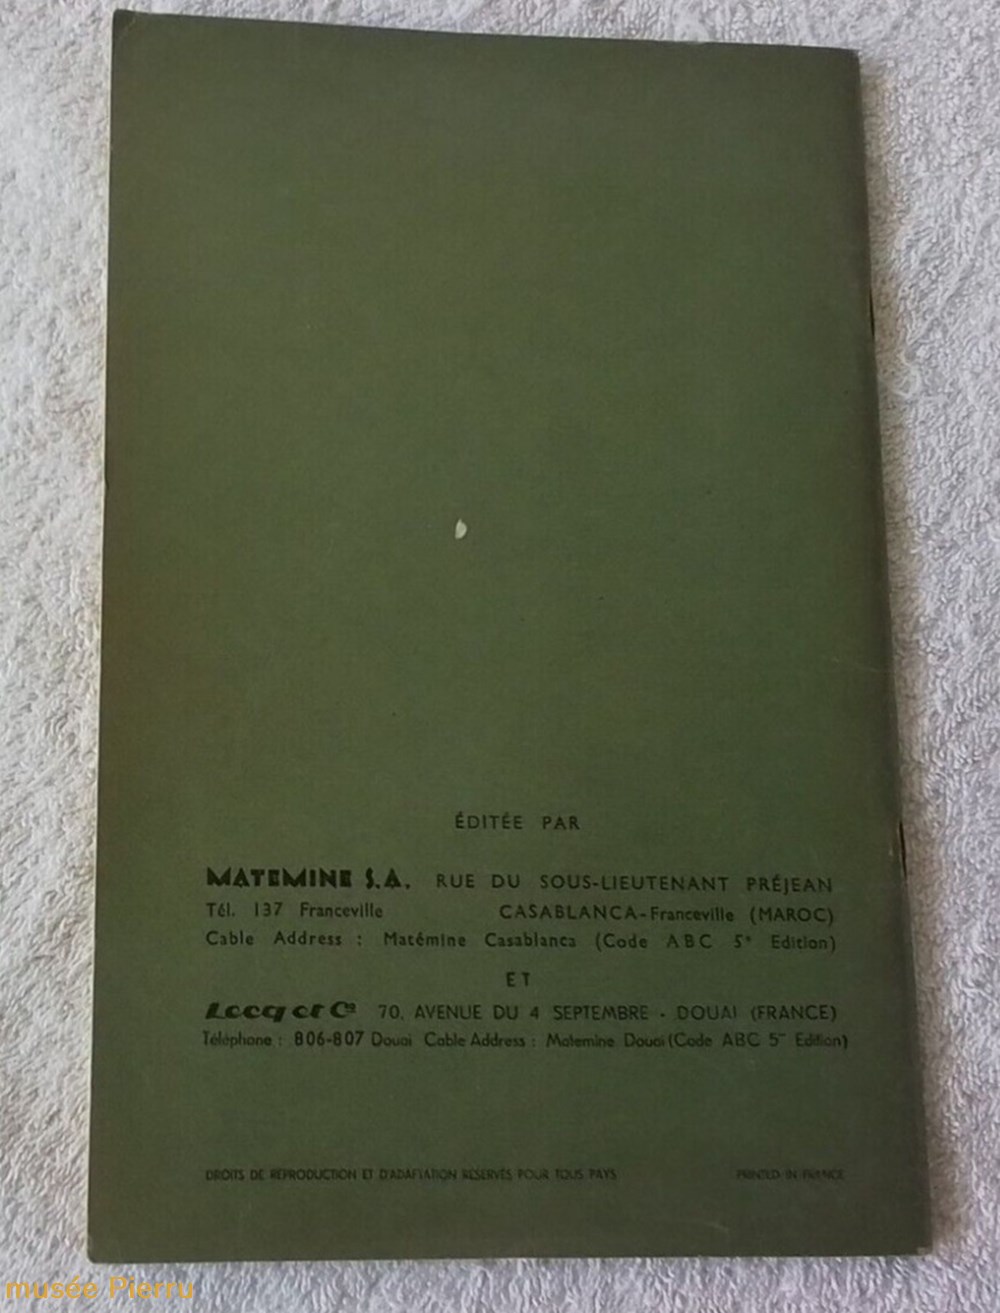 ÉDITÉE PAR
MATEMINE S.A. RUE DU SOUS-LIEUTENANT PRÉJEAN
Tél. 137 Franceville CASABLANCA-Franceville (MAROC)
Cable Address : Matémine Casablanca (Code ABC 5e Edition)
ET
Lecq et Cie 70, AVENUE DU 4 SEPTEMBRE - DOUAI (FRANCE)
Téléphone : 806-807 Douai Cable Address : Matemine Douai (Code ABC 5me Edition)
DROITS DE REPRODUCTION ET D'ADAPTATION RÉSERVÉS POUR TOUS PAYS PRINTED IN FRANCE
musée Pierru